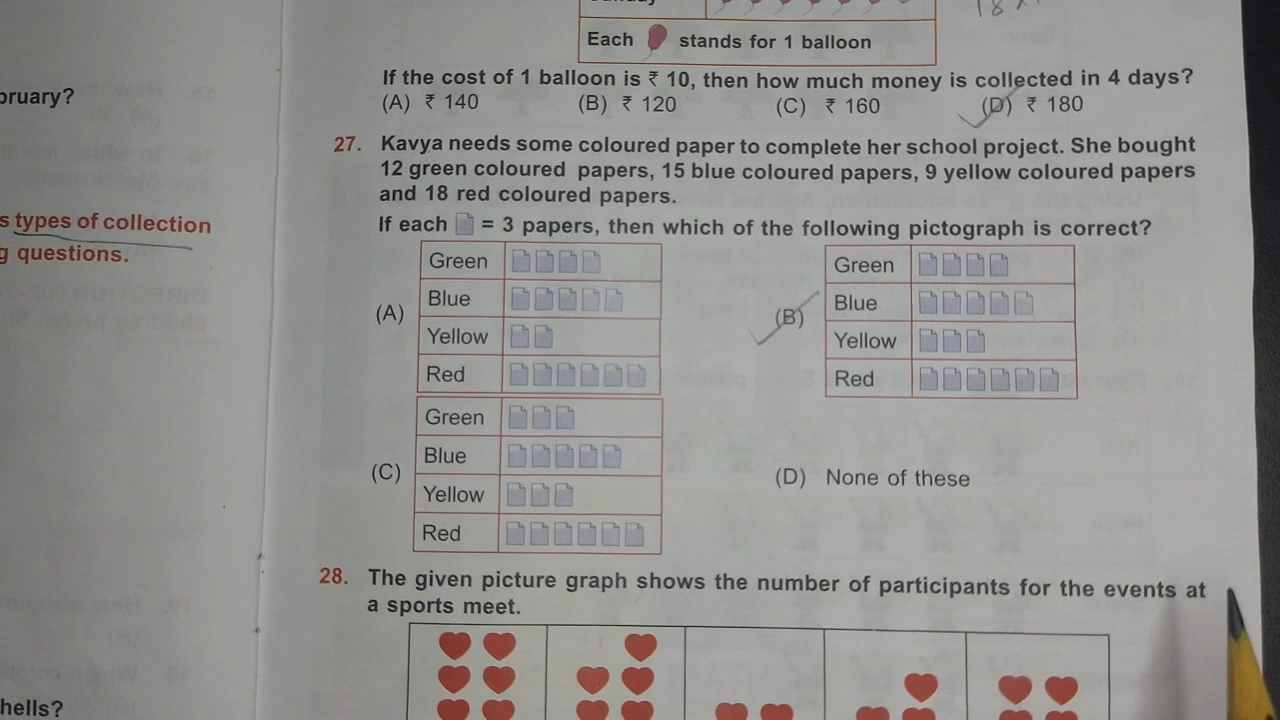 Each stands for 1 balloon
If the cost of 1 balloon is ₹ 10, then how much money is collected in 4 days?
(A) ₹ 140 (B) ₹ 120 (C) ₹ 160 (D) ₹ 180
bruary?
27. Kavya needs some coloured paper to complete her school project. She bought
12 green coloured papers, 15 blue coloured papers, 9 yellow coloured papers
and 18 red coloured papers.
s types of collection
g questions.
If each = 3 papers, then which of the following pictograph is correct?
(A)
Green
Blue
Yellow
Red
(B)
Green
Blue
Yellow
Red
(C)
Green
Blue
Yellow
Red
(D) None of these
28. The given picture graph shows the number of participants for the events at
a sports meet.
hells?